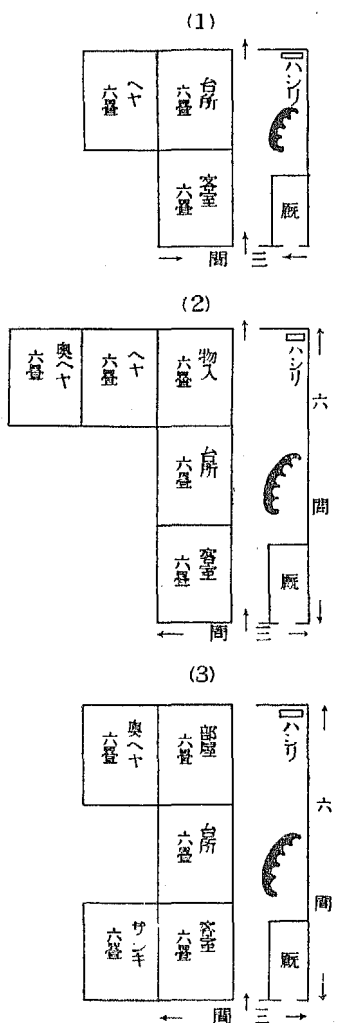 (1)
ハシリ
台所
六畳
ヘヤ
六畳
客室
六畳
厩
三間
(2)
ハシリ
物入
六畳
ヘヤ
六畳
奥ヘヤ
六畳
台所
六畳
客室
六畳
厩
六間
三間
(3)
ハシリ
部屋
六畳
奥ヘヤ
六畳
台所
六畳
客室
六畳
ザシキ
六畳
厩
六間
三間